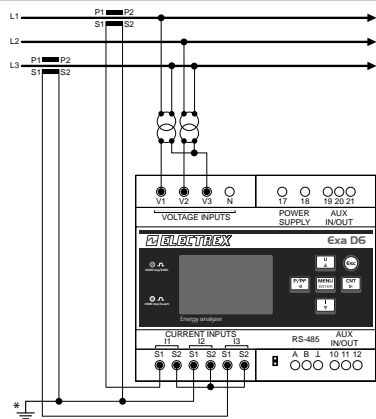 L1 P1 P2
S1 S2
L2
P1 P2
L3
S1 S2
V1 V2 V3 N 17 18 19 20 21
VOLTAGE INPUTS POWER SUPPLY AUX IN/OUT
ELECTREX Exa D6
U Esc
P/PF MENU ENTER CNT
I
Energy analyzer
CURRENT INPUTS
I1 I2 I3 RS-485 AUX IN/OUT
S1 S2 S1 S2 S1 S2 A B ⊥ 10 11 12
*